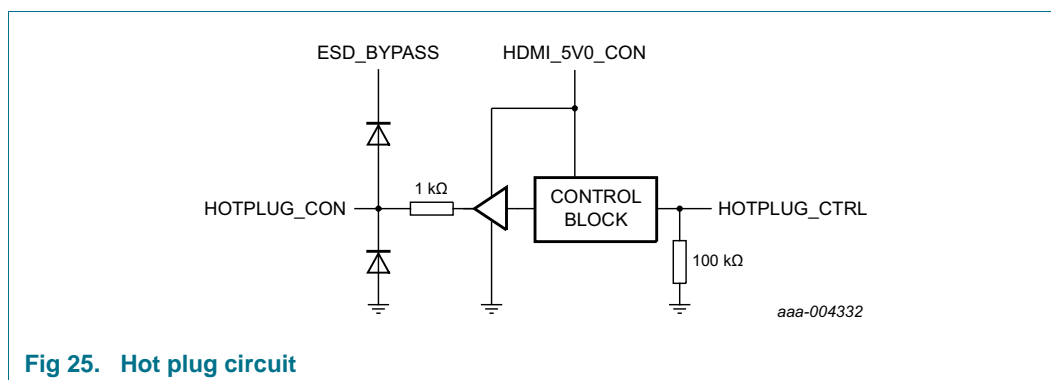 ESD_BYPASS
HDMI_5V0_CON
1 kΩ
HOTPLUG_CON
CONTROL
BLOCK
HOTPLUG_CTRL
100 kΩ
aaa-004332
Fig 25. Hot plug circuit